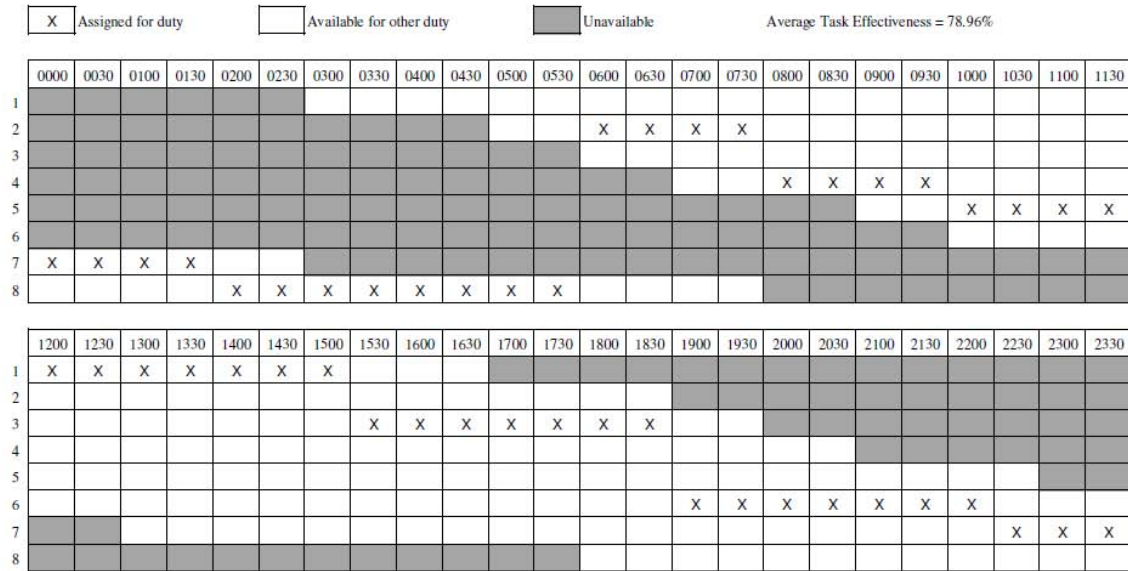 X Assigned for duty Available for other duty Unavailable Average Task Effectiveness = 78.96%
0000 0030 0100 0130 0200 0230 0300 0330 0400 0430 0500 0530 0600 0630 0700 0730 0800 0830 0900 0930 1000 1030 1100 1130
1
2 X X X X
3
4 X X X X
5 X X X X
6
7 X X X X
8 X X X X X X X X
1200 1230 1300 1330 1400 1430 1500 1530 1600 1630 1700 1730 1800 1830 1900 1930 2000 2030 2100 2130 2200 2230 2300 2330
1 X X X X X X X
2
3 X X X X X X X
4
5
6 X X X X X X X
7 X X X
8